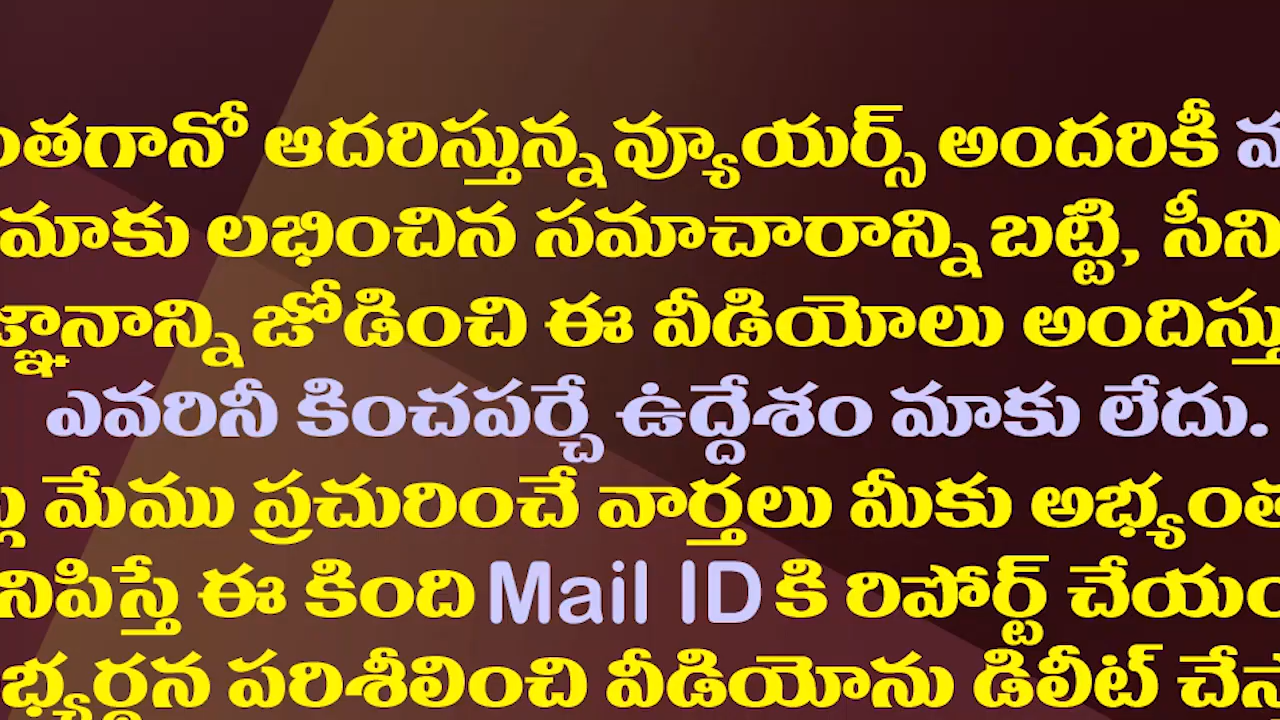 ంతగానో ఆదరిస్తున్న వ్యూయర్స్ అందరికీ
మాకు లభించిన సమాచారాన్ని బట్టి, సీని
జ్ఞానాన్ని జోడించి ఈ వీడియోలు అందిస్తు
ఎవరినీ కించపర్చే ఉద్దేశం మాకు లేదు.
మేము ప్రచురించే వార్తలు మీకు అభ్యంత
నిపిస్తే ఈ కింది Mail ID కి రిపోర్ట్ చేయం
భ్యర్థన పరిశీలించి వీడియోను డిలీట్ చేస